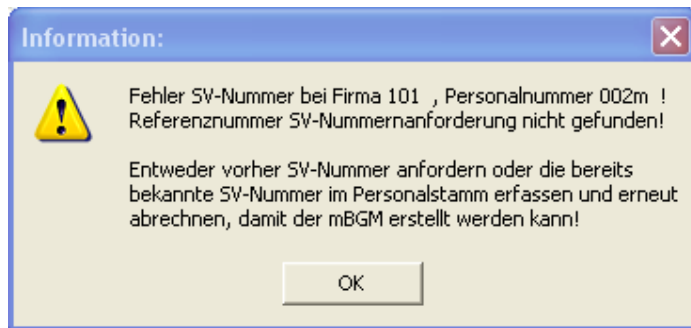 Information:
Fehler SV-Nummer bei Firma 101 , Personalnummer 002m !
Referenznummer SV-Nummernanforderung nicht gefunden!
Entweder vorher SV-Nummer anfordern oder die bereits
bekannte SV-Nummer im Personalstamm erfassen und erneut
abrechnen, damit der mBGM erstellt werden kann!
OK